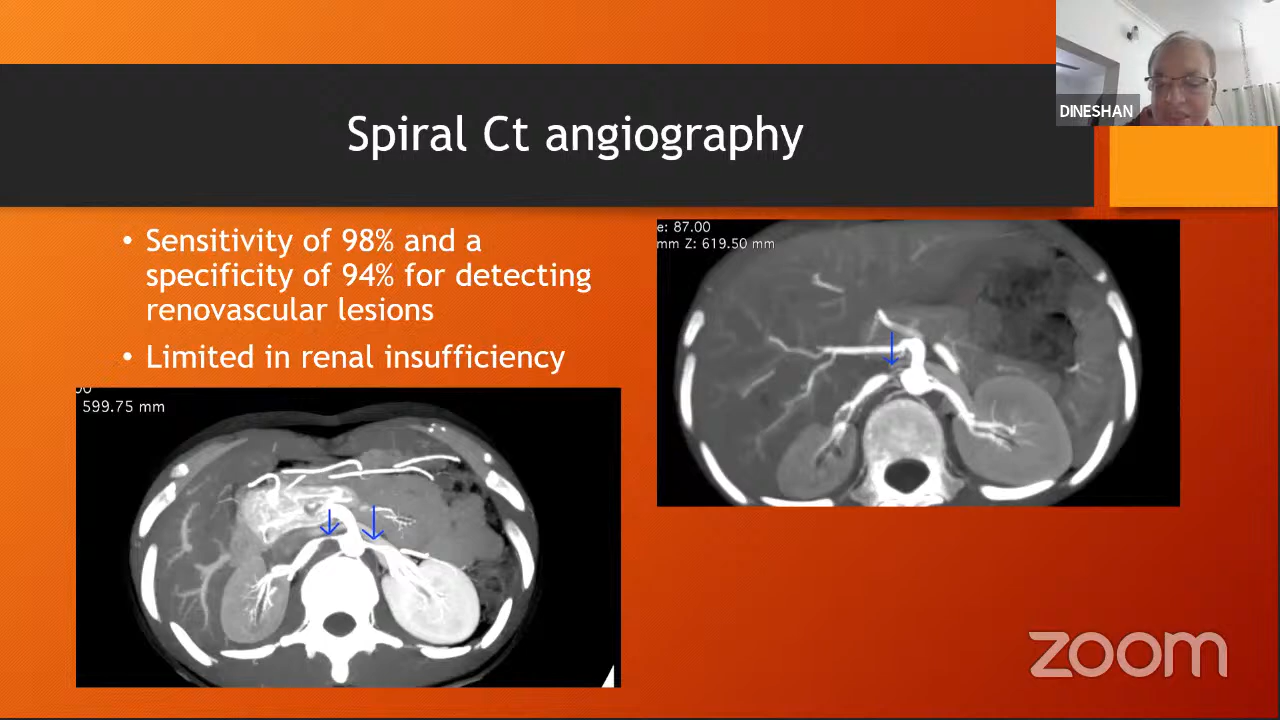 DINESHAN
Spiral Ct angiography
• Sensitivity of 98% and a
specificity of 94% for detecting
renovascular lesions
• Limited in renal insufficiency
e: 87.00
mm Z: 619.50 mm
599.75 mm
zoom